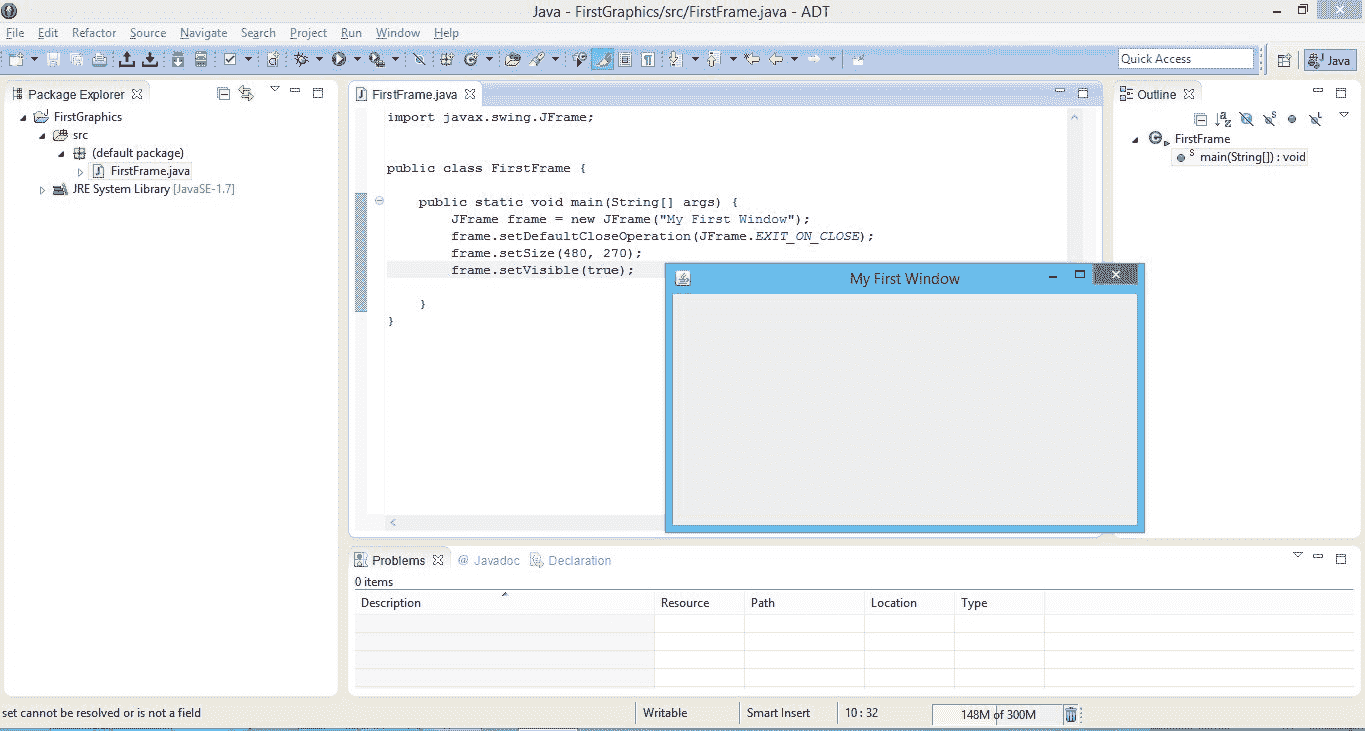 Java - FirstGraphics/src/FirstFrame.java - ADT
File Edit Refactor Source Navigate Search Project Run Window Help
Quick Access
Java
Package Explorer
FirstGraphics
src
(default package)
FirstFrame.java
JRE System Library [JavaSE-1.7]
FirstFrame.java
import javax.swing.JFrame;
public class FirstFrame {
public static void main(String[] args) {
JFrame frame = new JFrame("My First Window");
frame.setDefaultCloseOperation(JFrame.EXIT_ON_CLOSE);
frame.setSize(480, 270);
frame.setVisible(true);
}
}
My First Window
Outline
FirstFrame
main(String[]) : void
Problems @ Javadoc Declaration
0 items
Description Resource Path Location Type
set cannot be resolved or is not a field Writable Smart Insert 10 : 32 148M of 300M